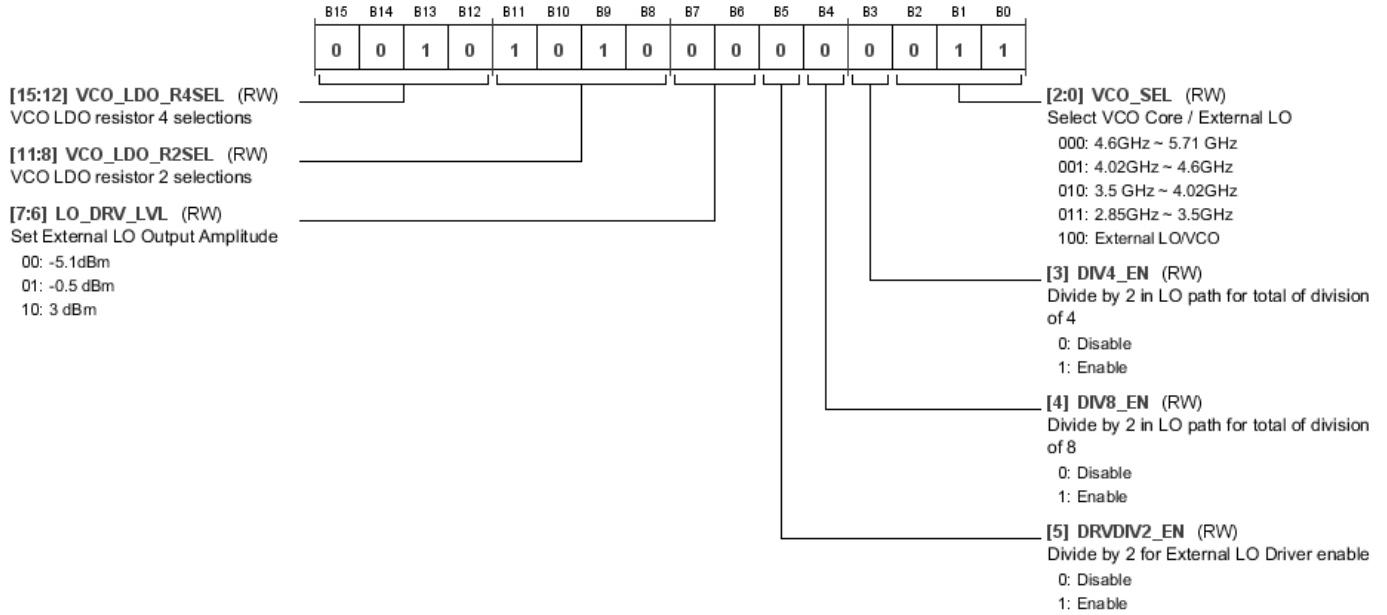 B15 B14 B13 B12 B11 B10 B9 B8 B7 B6 B5 B4 B3 B2 B1 B0
0 0 1 0 1 0 1 0 0 0 0 0 0 0 1 1
[15:12] VCO_LDO_R4SEL (RW)
VCO LDO resistor 4 selections
[11:8] VCO_LDO_R2SEL (RW)
VCO LDO resistor 2 selections
[7:6] LO_DRV_LVL (RW)
Set External LO Output Amplitude
00: -5.1dBm
01: -0.5 dBm
10: 3 dBm
[2:0] VCO_SEL (RW)
Select VCO Core / External LO
000: 4.6GHz ~ 5.71 GHz
001: 4.02GHz ~ 4.6GHz
010: 3.5 GHz ~ 4.02GHz
011: 2.85GHz ~ 3.5GHz
100: External LO/VCO
[3] DIV4_EN (RW)
Divide by 2 in LO path for total of division
of 4
0: Disable
1: Enable
[4] DIV8_EN (RW)
Divide by 2 in LO path for total of division
of 8
0: Disable
1: Enable
[5] DRVDIV2_EN (RW)
Divide by 2 for External LO Driver enable
0: Disable
1: Enable